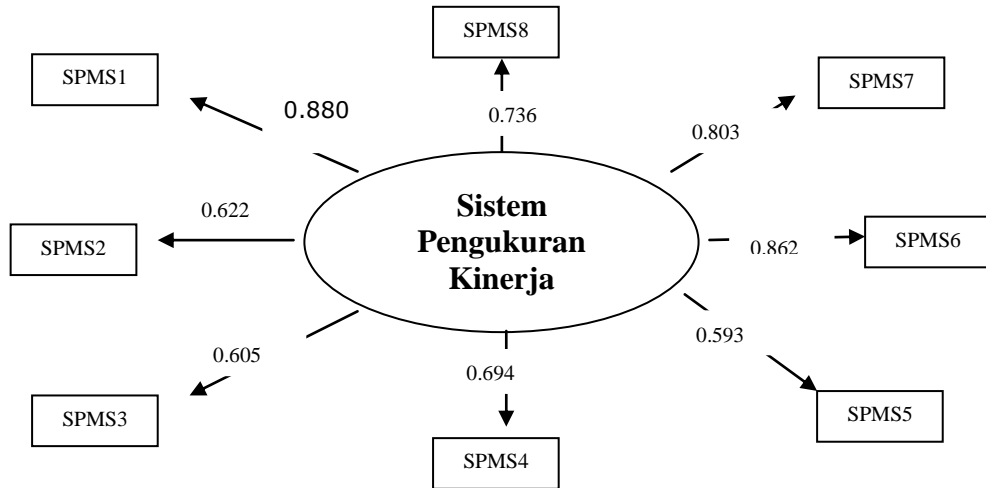 SPMS8
SPMS1
SPMS7
0.880
0.736
0.803
Sistem
Pengukuran
Kinerja
0.622
SPMS2
SPMS6
0.862
0.605
0.694
0.593
SPMS3
SPMS5
SPMS4